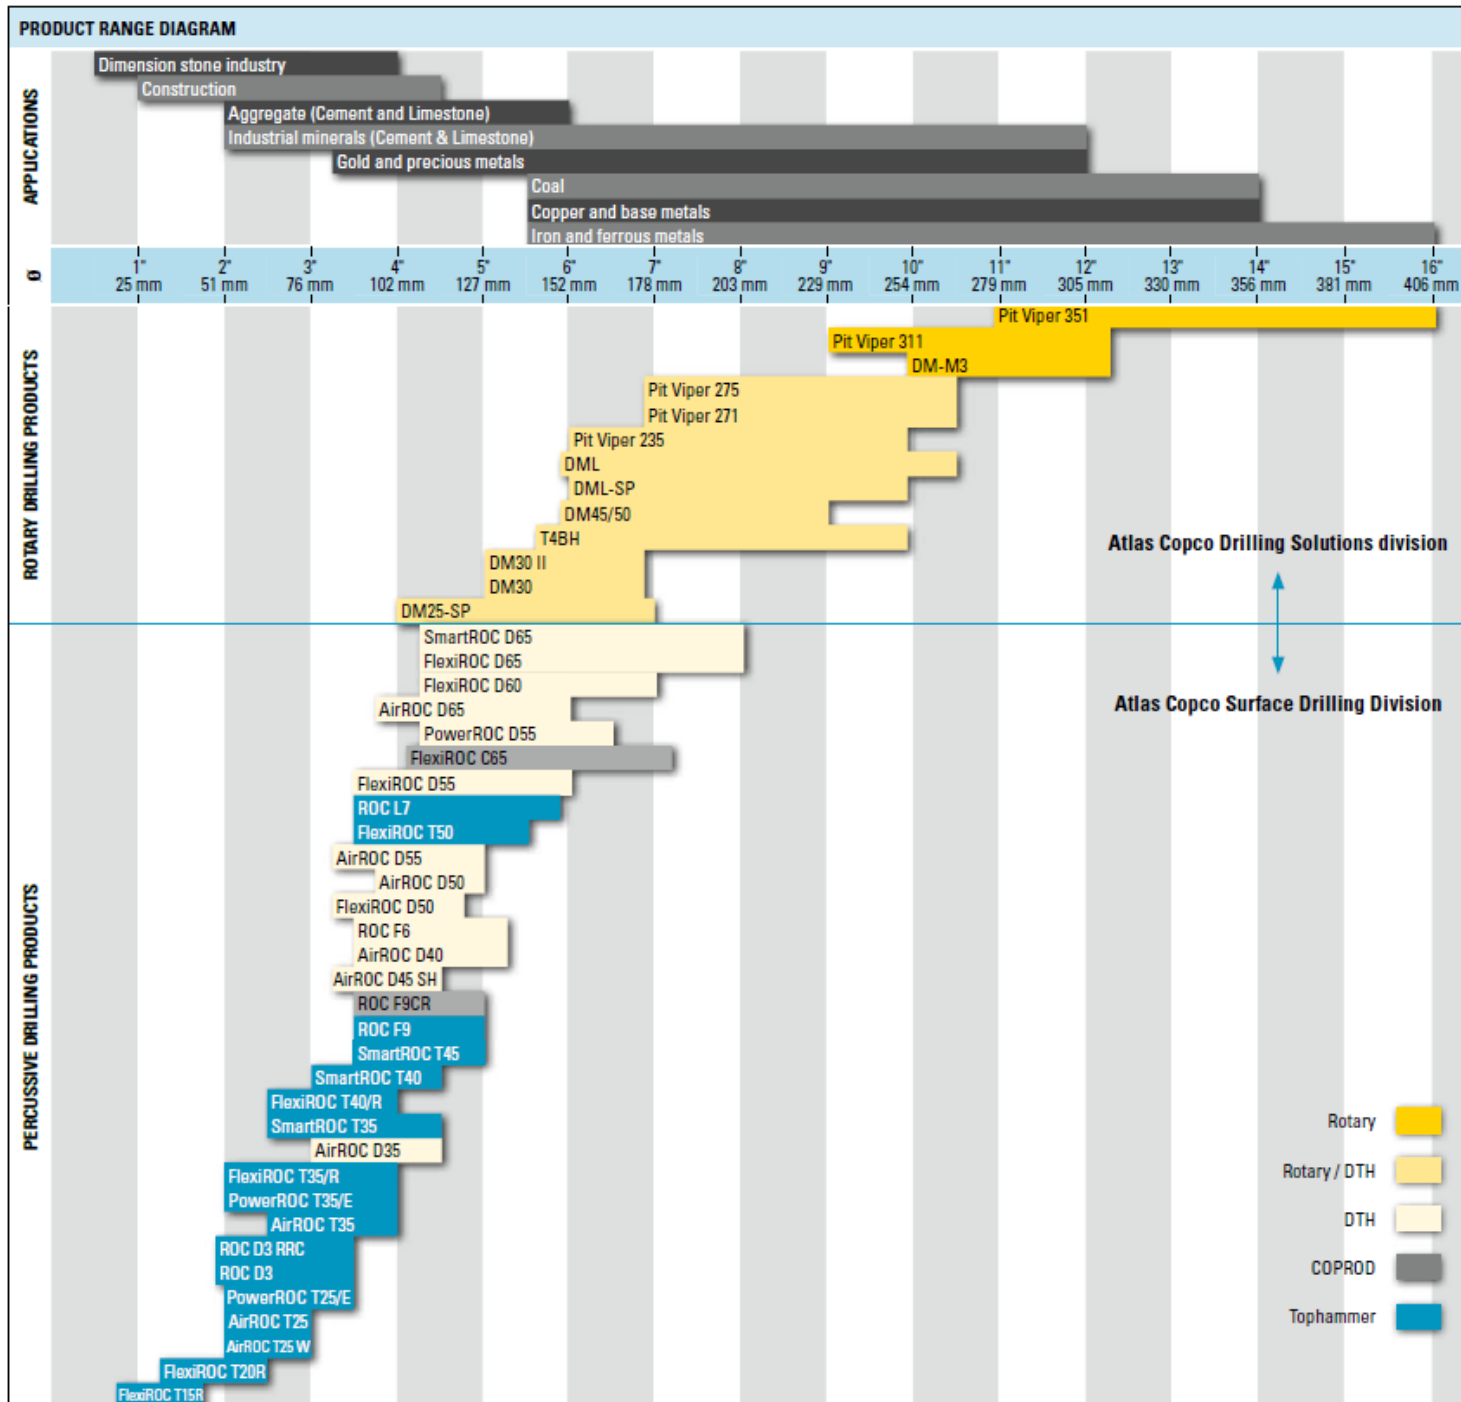 PRODUCT RANGE DIAGRAM
APPLICATIONS
Dimension stone industry
Construction
Aggregate (Cement and Limestone)
Industrial minerals (Cement & Limestone)
Gold and precious metals
Coal
Copper and base metals
Iron and ferrous metals
Ø
1" 2" 3" 4" 5" 6" 7" 8" 9" 10" 11" 12" 13" 14" 15" 16"
25 mm 51 mm 76 mm 102 mm 127 mm 152 mm 178 mm 203 mm 229 mm 254 mm 279 mm 305 mm 330 mm 356 mm 381 mm 406 mm
ROTARY DRILLING PRODUCTS
Pit Viper 351
Pit Viper 311
DM-M3
Pit Viper 275
Pit Viper 271
Pit Viper 235
DML
DML-SP
DM45/50
T4BH
DM30 II
DM30
DM25-SP
Atlas Copco Drilling Solutions division
Atlas Copco Surface Drilling Division
PERCUSSIVE DRILLING PRODUCTS
SmartROC D65
FlexiROC D65
FlexiROC D60
AirROC D65
PowerROC D55
FlexiROC C65
FlexiROC D55
ROC L7
FlexiROC T50
AirROC D55
AirROC D50
FlexiROC D50
ROC F6
AirROC D40
AirROC D45 SH
ROC F9CR
ROC F9
SmartROC T45
SmartROC T40
FlexiROC T40/R
SmartROC T35
AirROC D35
FlexiROC T35/R
PowerROC T35/E
AirROC T35
ROC D3 RRC
ROC D3
PowerROC T25/E
AirROC T25
AirROC T25 W
FlexiROC T20R
FlexiROC T15R
Rotary
Rotary / DTH
DTH
COPROD
Tophammer